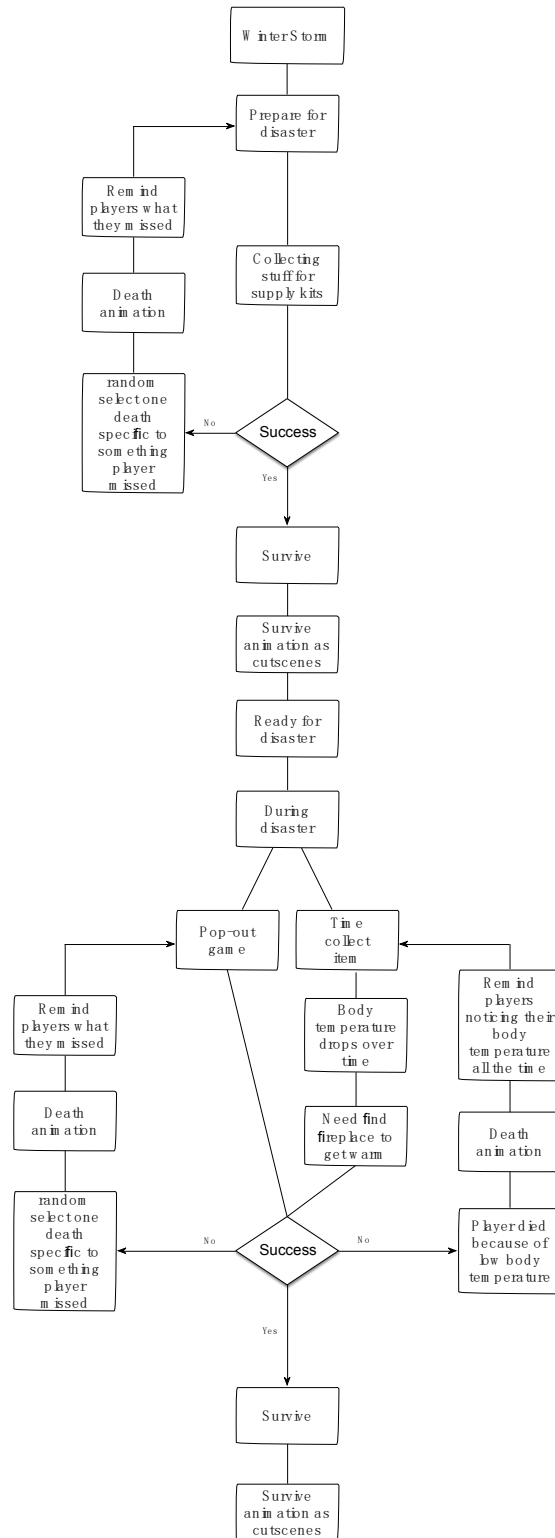 Winter Storm
Prepare for
disaster
Remind
players what
they missed
Collecting
stuff for
supply kits
Death
animation
random
select one
death
specific to
something
player
missed
No
Success
Yes
Survive
Survive
animation as
cutscenes
Ready for
disaster
During
disaster
Pop-out
game
Time
collect
item
Remind
players what
they missed
Body
temperature
drops over
time
Remind
players
noticing their
body
temperature
all the time
Death
animation
Need find
fireplace to
get warm
Death
animation
random
select one
death
specific to
something
player
missed
No
Success
No
Player died
because of
low body
temperature
Yes
Survive
Survive
animation as
cutscenes